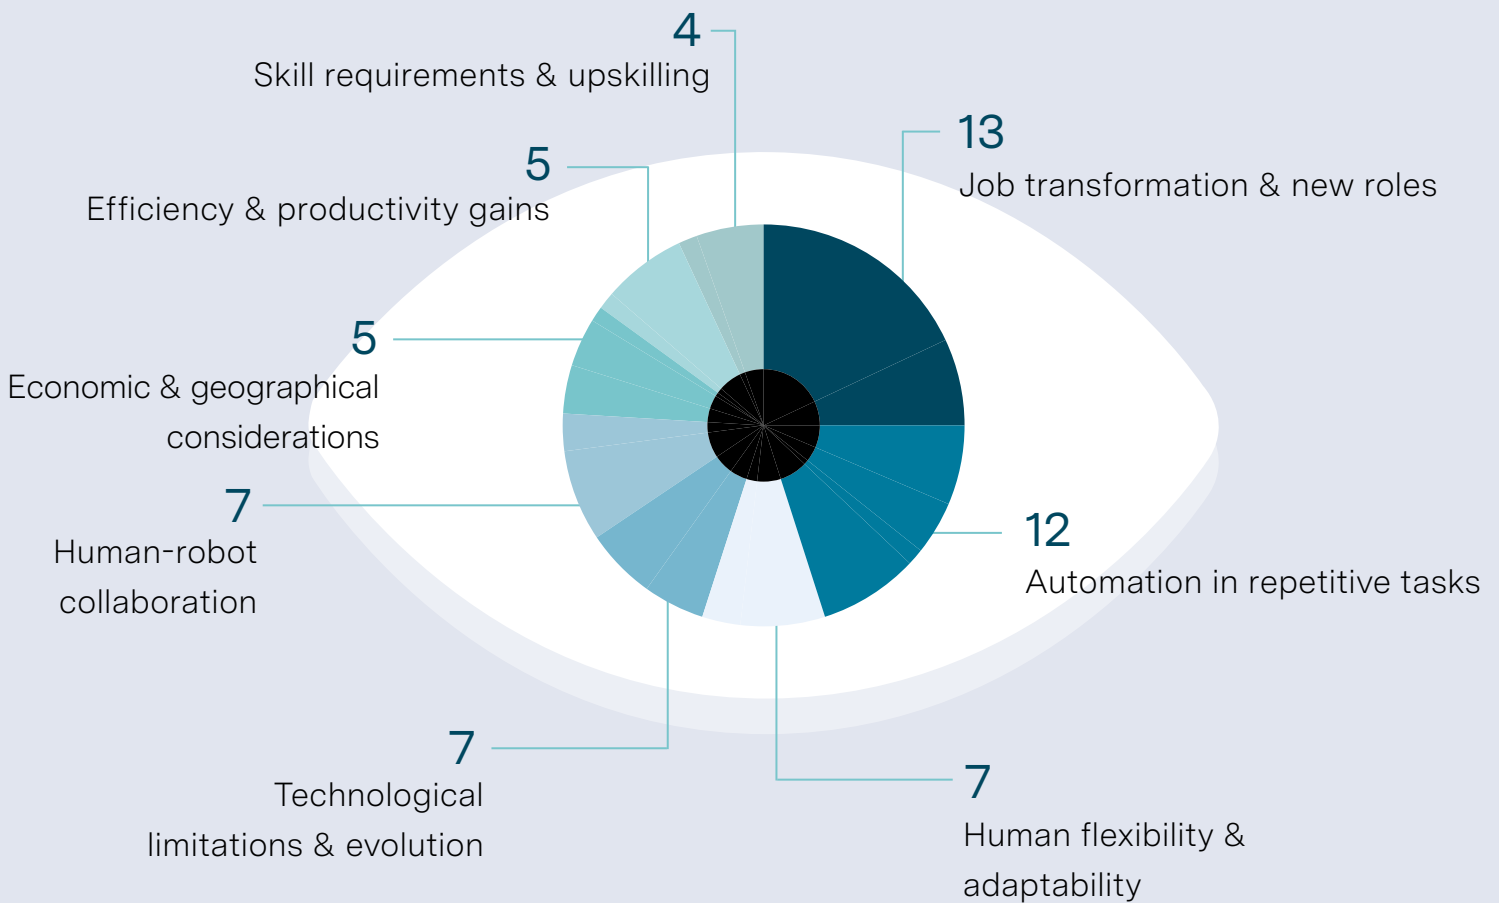 4
Skill requirements & upskilling
13
Job transformation & new roles
5
Efficiency & productivity gains
5
Economic & geographical
considerations
7
Human-robot
collaboration
12
Automation in repetitive tasks
7
Technological
limitations & evolution
7
Human flexibility &
adaptability